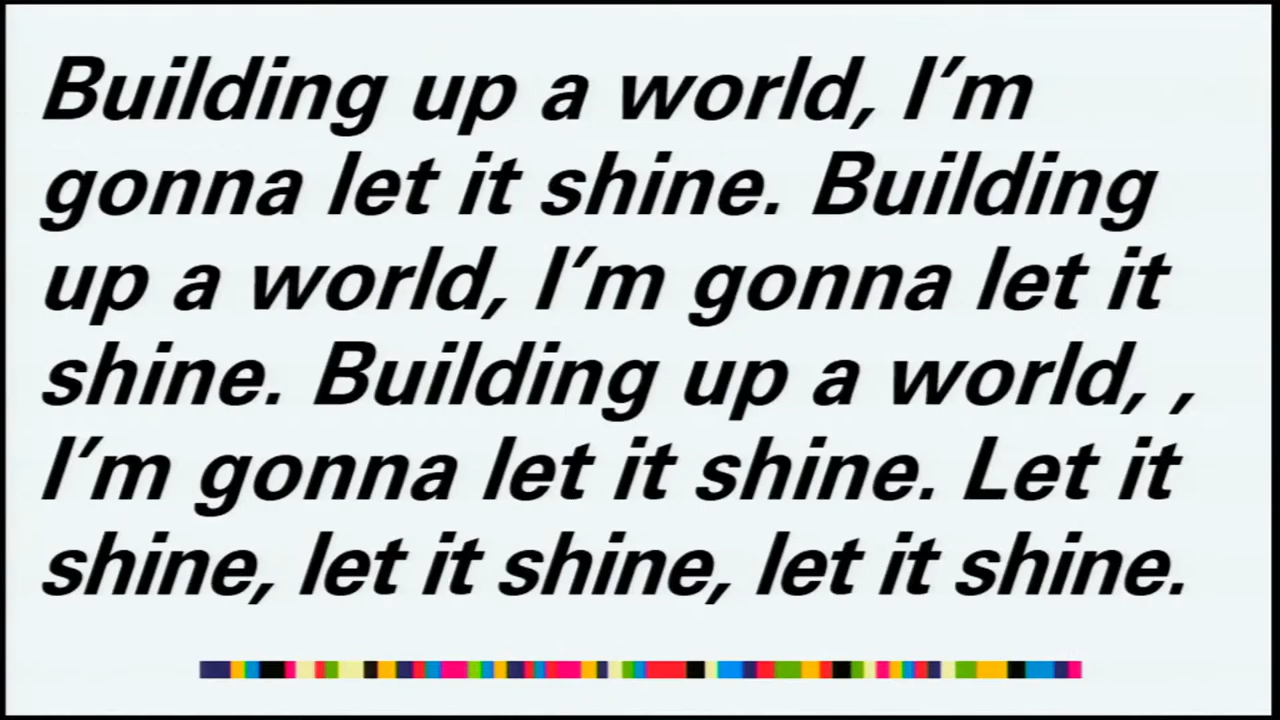 Building up a world, I’m
gonna let it shine. Building
up a world, I’m gonna let it
shine. Building up a world, ,
I’m gonna let it shine. Let it
shine, let it shine, let it shine.